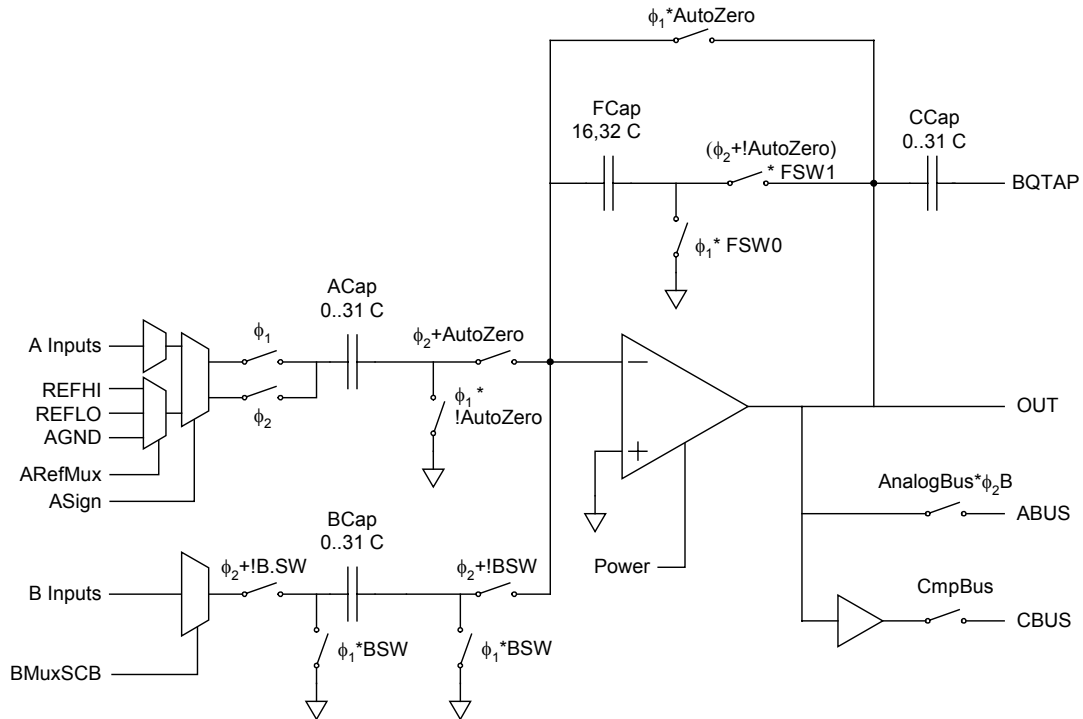 ϕ1*AutoZero
FCap
16,32 C
CCap
0..31 C
(ϕ2+!AutoZero)
* FSW1
BQTAP
ϕ1* FSW0
ACap
0..31 C
ϕ2+AutoZero
A Inputs
ϕ1
REFHI
REFLO
AGND
ϕ2
ϕ1*
!AutoZero
OUT
ARefMux
ASign
AnalogBus*ϕ2B
ABUS
BCap
0..31 C
Power
ϕ2+!B.SW
ϕ2+!BSW
B Inputs
CmpBus
CBUS
ϕ1*BSW
ϕ1*BSW
BMuxSCB